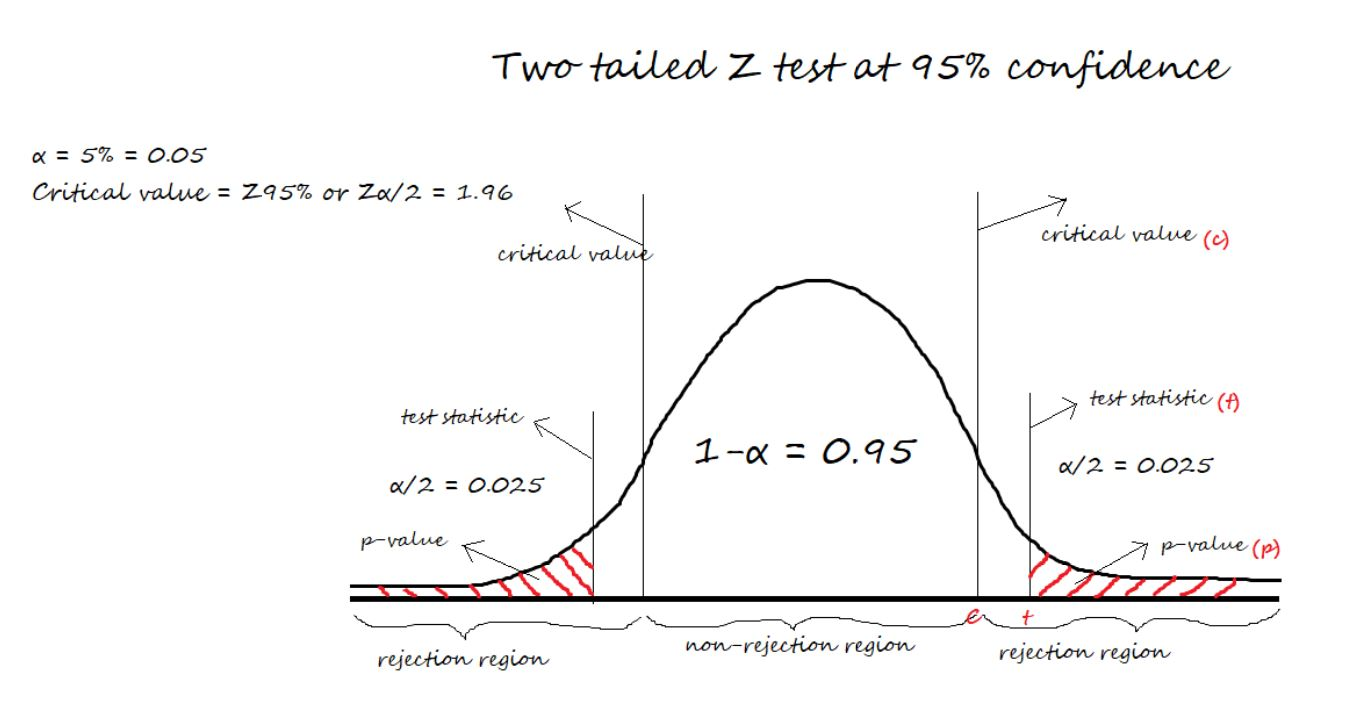 Two tailed Z test at 95% confidence
α = 5% = 0.05
Critical value = Z95% or Zα/2 = 1.96
critical value
critical value (c)
test statistic
test statistic (t)
1-α = 0.95
α/2 = 0.025
α/2 = 0.025
p-value
p-value (p)
c
t
rejection region
non-rejection region
rejection region